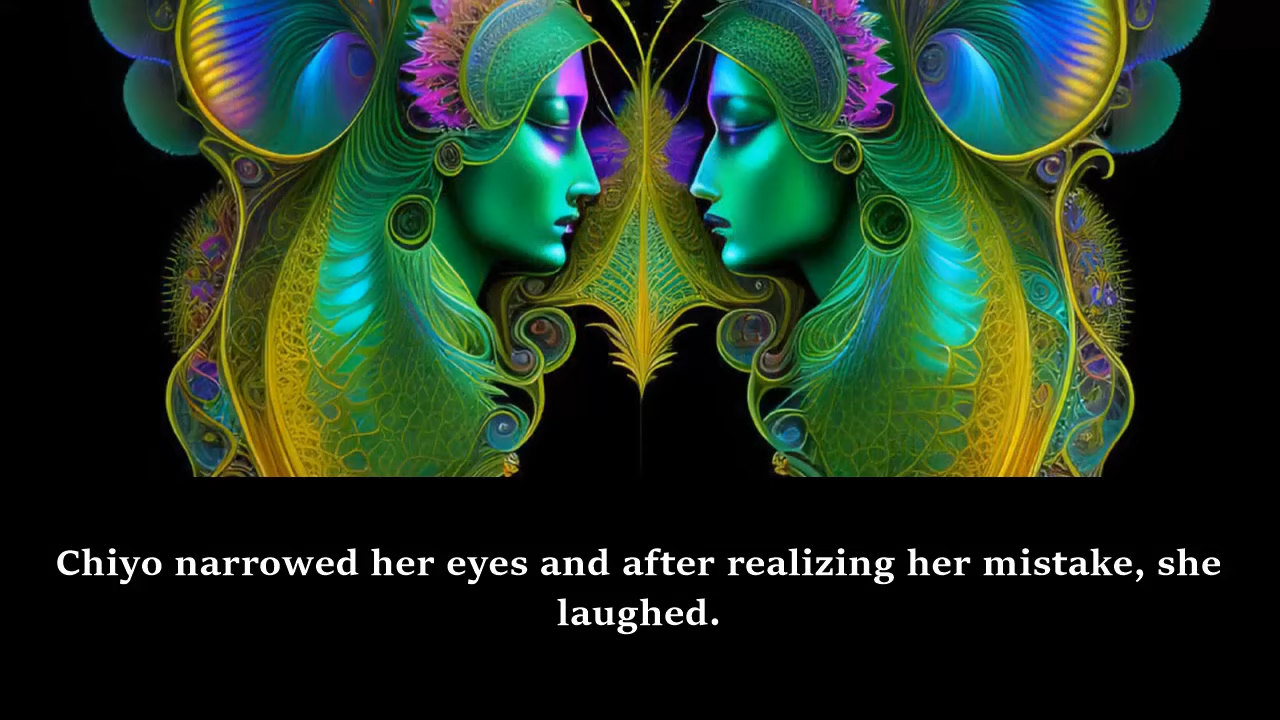 Chiyo narrowed her eyes and after realizing her mistake, she
laughed.